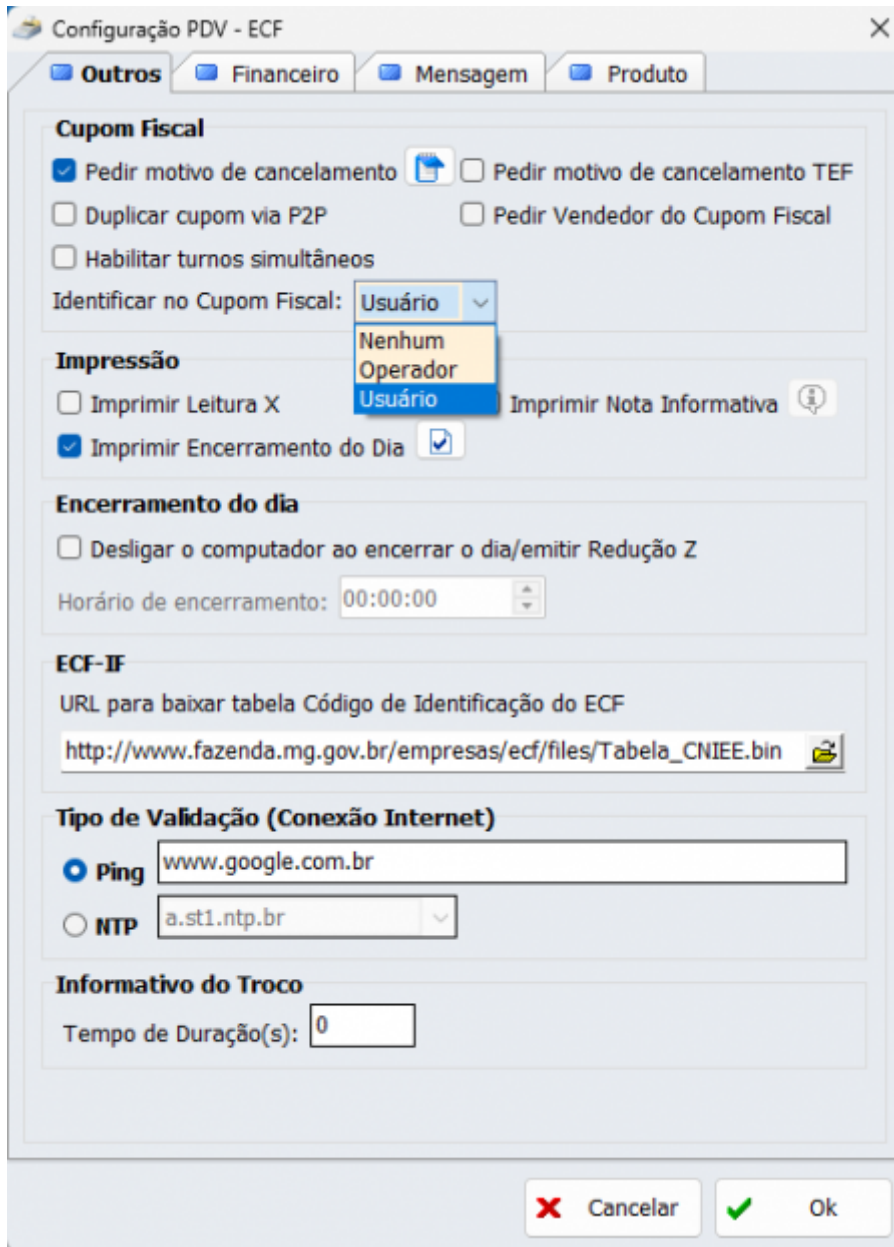 Configuração PDV - ECF
Outros Financeiro Mensagem Produto
Cupom Fiscal
Pedir motivo de cancelamento Pedir motivo de cancelamento TEF
Duplicar cupom via P2P Pedir Vendedor do Cupom Fiscal
Habilitar turnos simultâneos
Identificar no Cupom Fiscal: Usuário
Nenhum
Operador
Usuário
Impressão
Imprimir Leitura X Imprimir Nota Informativa
Imprimir Encerramento do Dia
Encerramento do dia
Desligar o computador ao encerrar o dia/emitir Redução Z
Horário de encerramento: 00:00:00
ECF-IF
URL para baixar tabela Código de Identificação do ECF
http://www.fazenda.mg.gov.br/empresas/ecf/files/Tabela_CNIEE.bin
Tipo de Validação (Conexão Internet)
Ping www.google.com.br
NTP a.st1.ntp.br
Informativo do Troco
Tempo de Duração(s): 0
Cancelar Ok